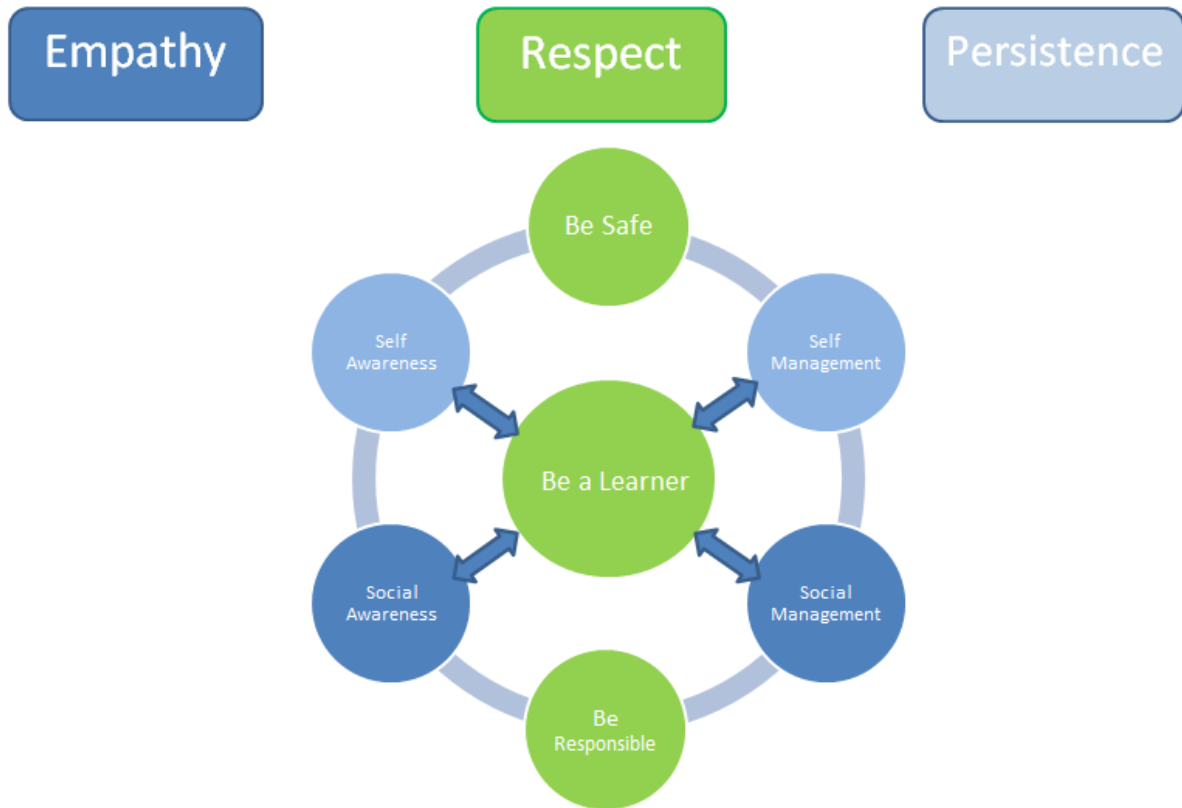 Empathy
Respect
Persistence
Be Safe
Self
Awareness
Self
Management
Be a Learner
Social
Awareness
Social
Management
Be
Responsible